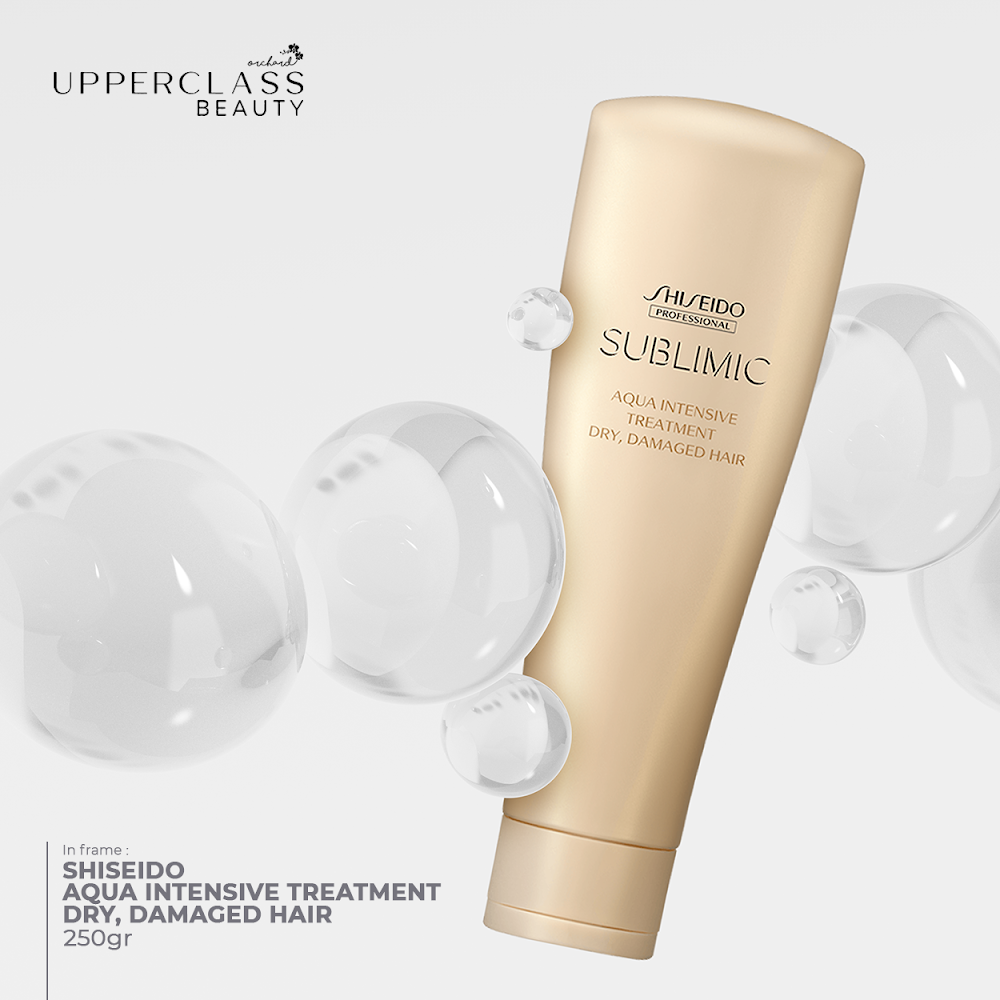 orchard
UPPERCLASS
BEAUTY
SHISEIDO
PROFESSIONAL
SUBLIMIC
AQUA INTENSIVE
TREATMENT
DRY, DAMAGED HAIR
In frame :
SHISEIDO
AQUA INTENSIVE TREATMENT
DRY, DAMAGED HAIR
250gr